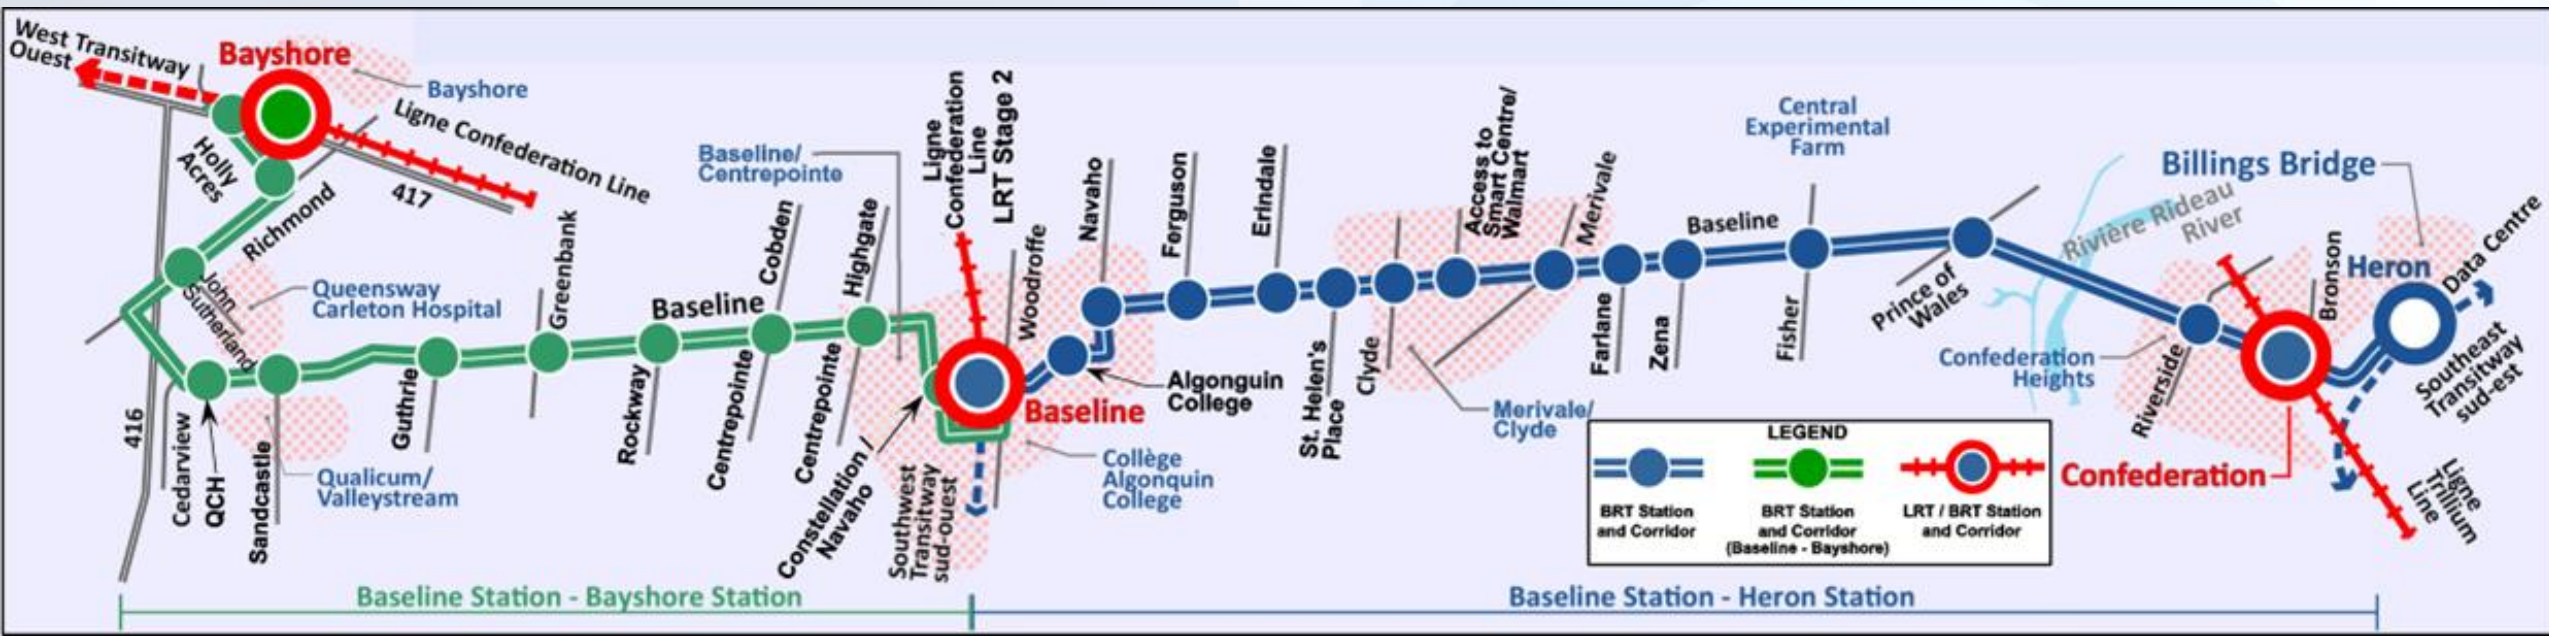 West Transitway
Ouest
Bayshore
Bayshore
Ligne Confederation Line
417
Holly
Acres
Richmond
John
Sutherland
Queensway
Carleton Hospital
416
Cedarview
QCH
Sandcastle
Qualicum/
Valleystream
Guthrie
Greenbank
Rockway
Baseline
Cobden
Centrepointe
Highgate
Centrepointe
Baseline/
Centrepointe
Constellation /
Navaho
Southwest
Transitway
sud-ouest
Ligne
Confederation
Line
LRT Stage 2
Woodroffe
Baseline
Navaho
Algonguin
College
Collège
Algonquin
College
Ferguson
Erindale
St. Helen's
Place
Clyde
Access to
Smart Centre/
Walmart
Merivale
Merivale/
Clyde
Farlane
Zena
Baseline
Central
Experimental
Farm
Fisher
Prince of
Wales
Rivière Rideau
River
Billings Bridge
Confederation
Heights
Riverside
Bronson
Heron
Data Centre
Southeast
Transitway
sud-est
Confederation
Ligne
Trillium
Line
LEGEND
BRT Station
and Corridor
BRT Station
and Corridor
(Baseline - Bayshore)
LRT / BRT Station
and Corridor
Baseline Station - Bayshore Station
Baseline Station - Heron Station